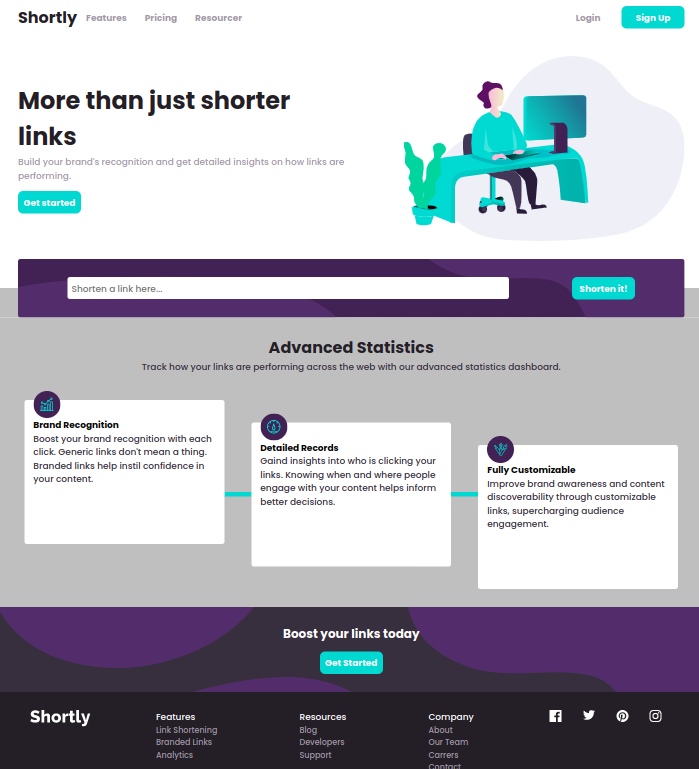 Shortly Features Pricing Resourcer Login Sign Up
More than just shorter
links
Build your brand's recognition and get detailed insights on how links are
performing.
Get started
Shorten a link here... Shorten it!
Advanced Statistics
Track how your links are performing across the web with our advanced statistics dashboard.
Brand Recognition
Boost your brand recognition with each
click. Generic links don't mean a thing.
Branded links help instil confidence in
your content.
Detailed Records
Gaind insights into who is clicking your
links. Knowing when and where people
engage with your content helps inform
better decisions.
Fully Customizable
Improve brand awareness and content
discoverability through customizable
links, supercharging audience
engagement.
Boost your links today
Get Started
Shortly
Features
Link Shortening
Branded Links
Analytics
Resources
Blog
Developers
Support
Company
About
Our Team
Carrers
Contact